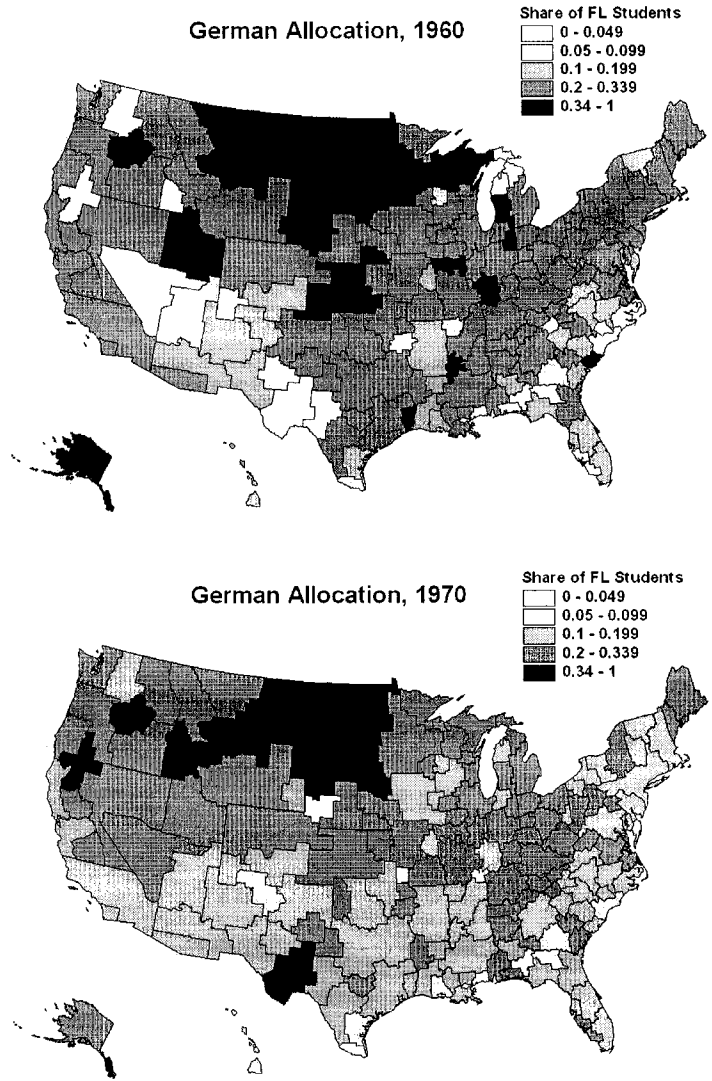 German Allocation, 1960
Share of FL Students
0 - 0.049
0.05 - 0.099
0.1 - 0.199
0.2 - 0.339
0.34 - 1
German Allocation, 1970
Share of FL Students
0 - 0.049
0.05 - 0.099
0.1 - 0.199
0.2 - 0.339
0.34 - 1